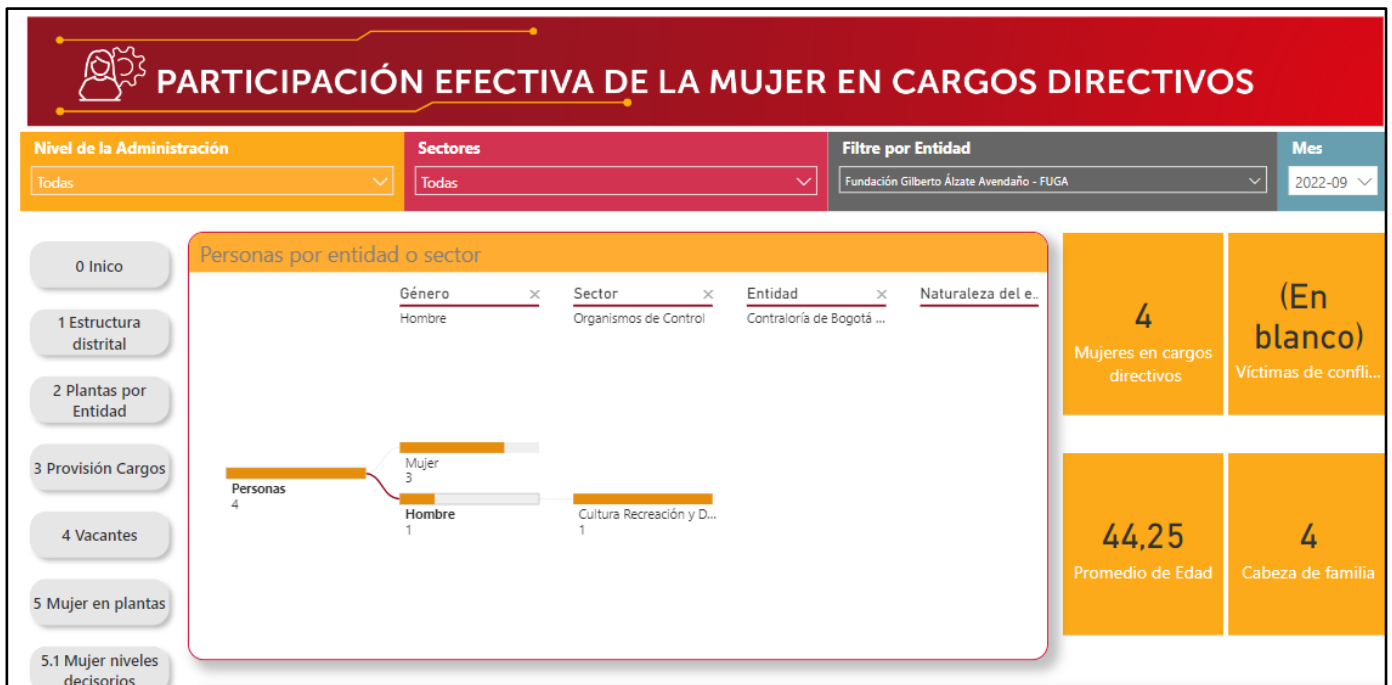 PARTICIPACIÓN EFECTIVA DE LA MUJER EN CARGOS DIRECTIVOS
Nivel de la Administración
Todas
Sectores
Todas
Filtre por Entidad
Fundación Gilberto Álzate Avendaño - FUGA
Mes
2022-09
0 Inico
1 Estructura
distrital
2 Plantas por
Entidad
3 Provisión Cargos
4 Vacantes
5 Mujer en plantas
5.1 Mujer niveles
decisorios
Personas por entidad o sector
Género
Hombre
Sector
Organismos de Control
Entidad
Contraloría de Bogotá ...
Naturaleza del e..
Personas
4
Mujer
3
Hombre
1
Cultura Recreación y D...
1
4
Mujeres en cargos
directivos
(En
blanco)
Víctimas de confli...
44,25
Promedio de Edad
4
Cabeza de familia